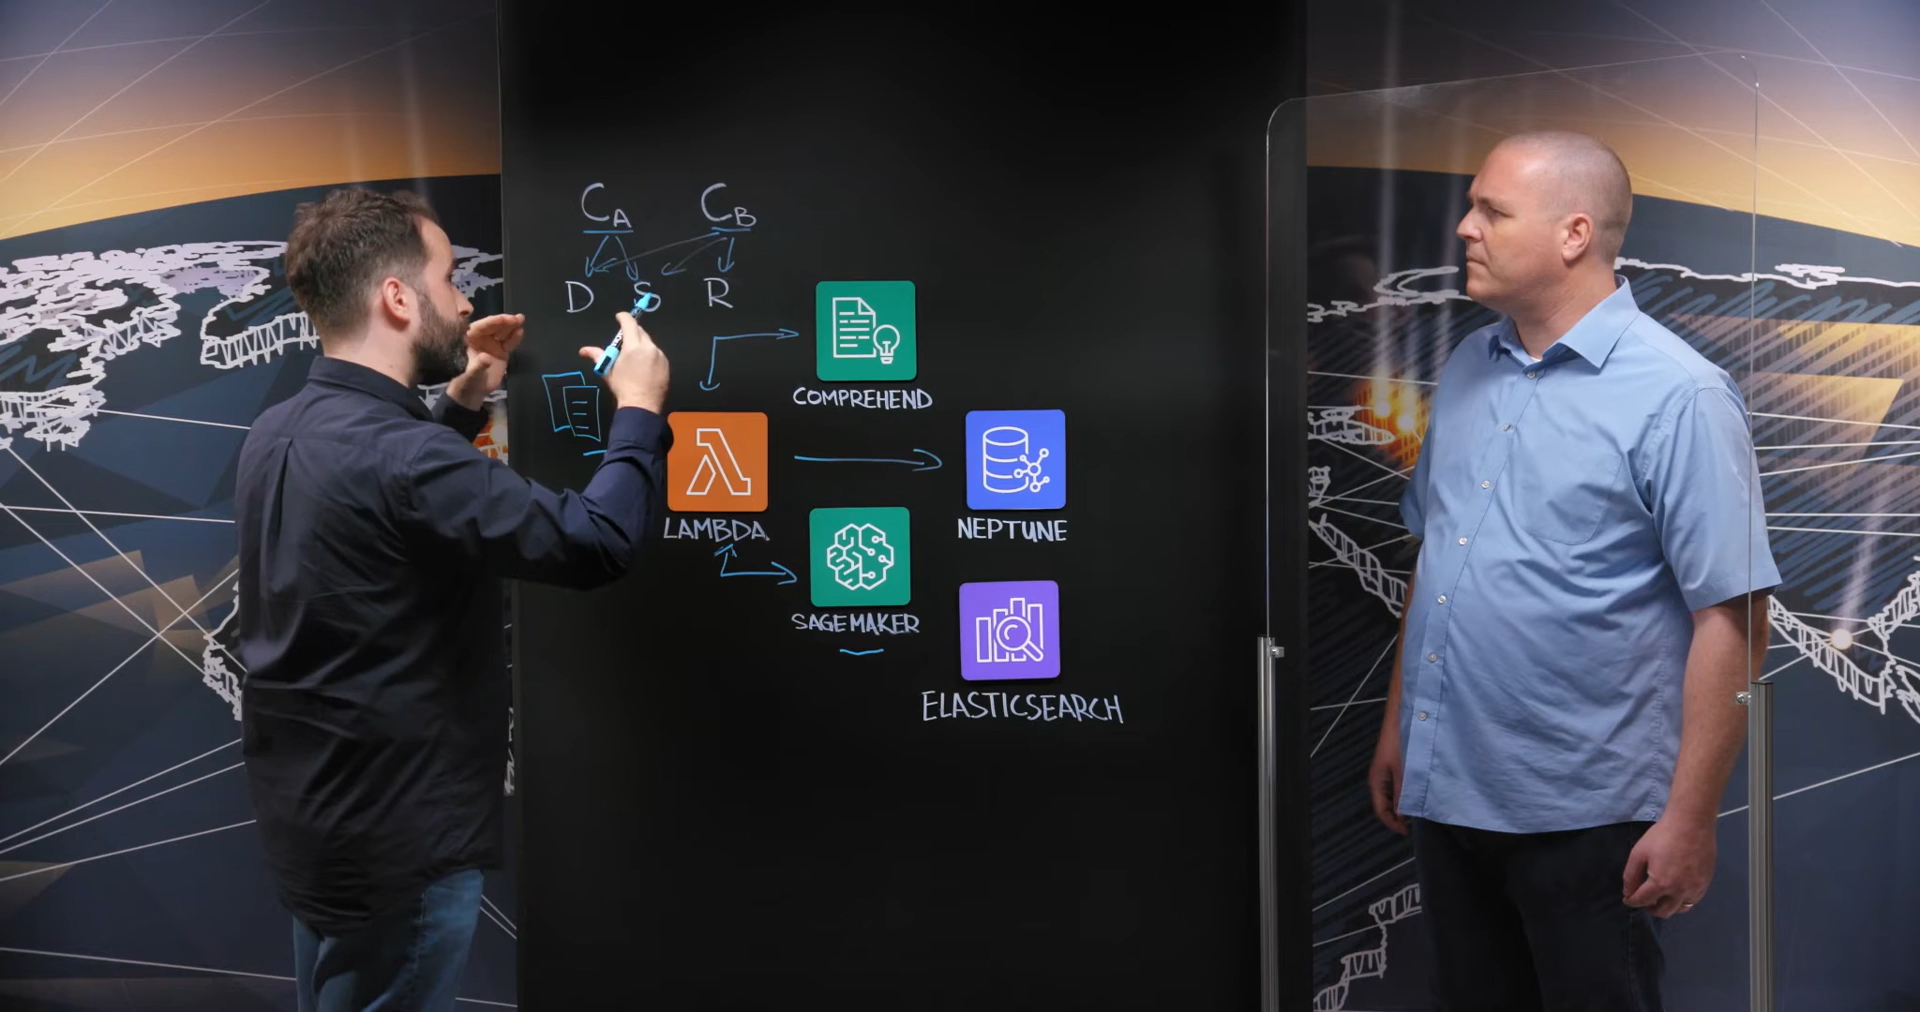 CA CB
D S R
COMPREHEND
LAMBDA
NEPTUNE
SAGEMAKER
ELASTICSEARCH